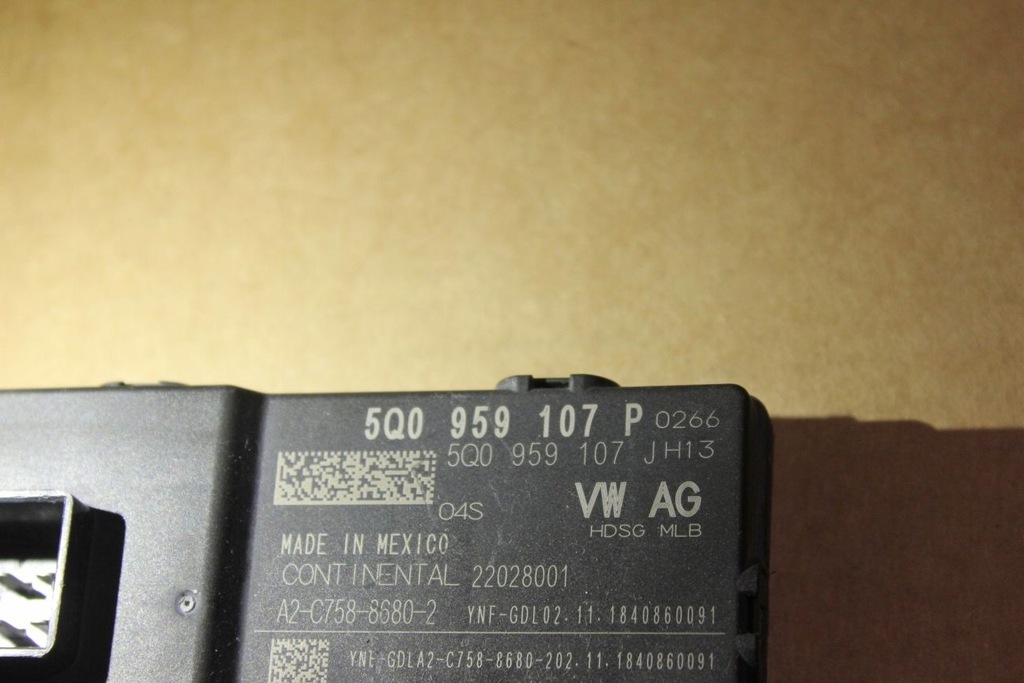 5Q0 959 107 P 0266
5Q0 959 107 J H13
04S
VW AG
HDSG MLB
MADE IN MEXICO
CONTINENTAL 22028001
A2-C758-8680-2 YNF-GDL02.11.1840860091
YNF-GDLA2-C758-8680-202.11.1840860091